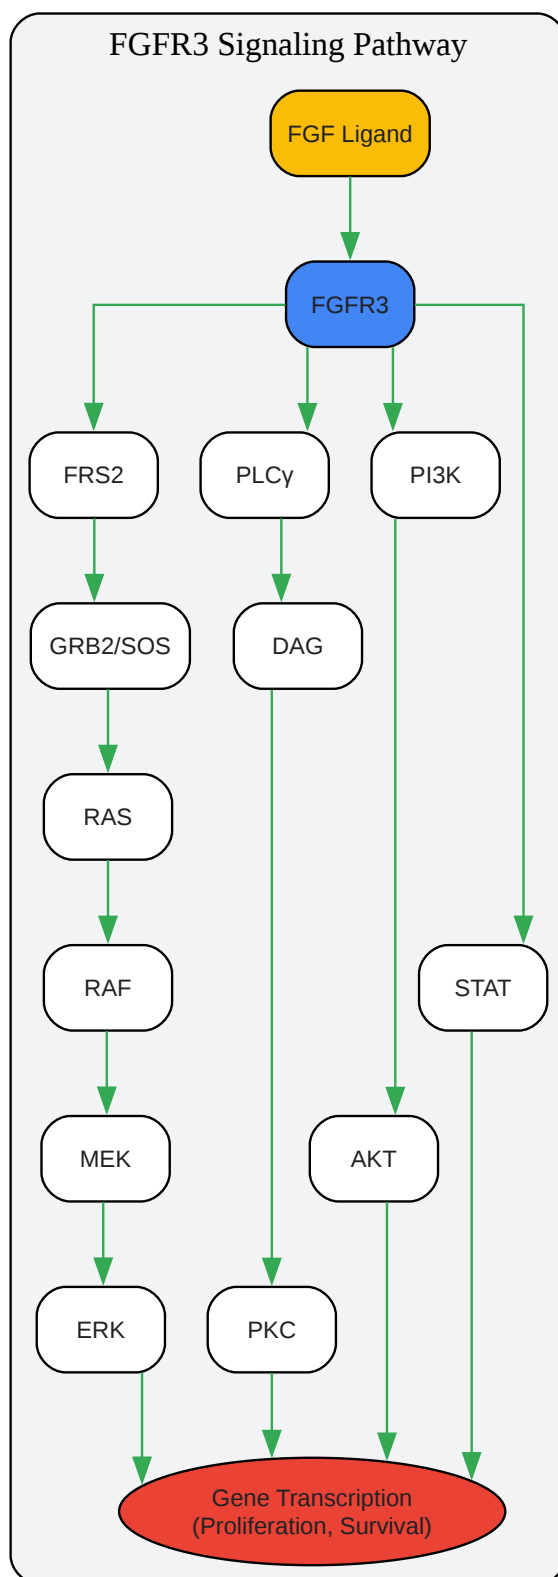 FGFR3 Signaling Pathway
FGF Ligand
FGFR3
FRS2
PLCγ
PI3K
GRB2/SOS
DAG
RAS
RAF
STAT
MEK
AKT
ERK
PKC
Gene Transcription
(Proliferation, Survival)